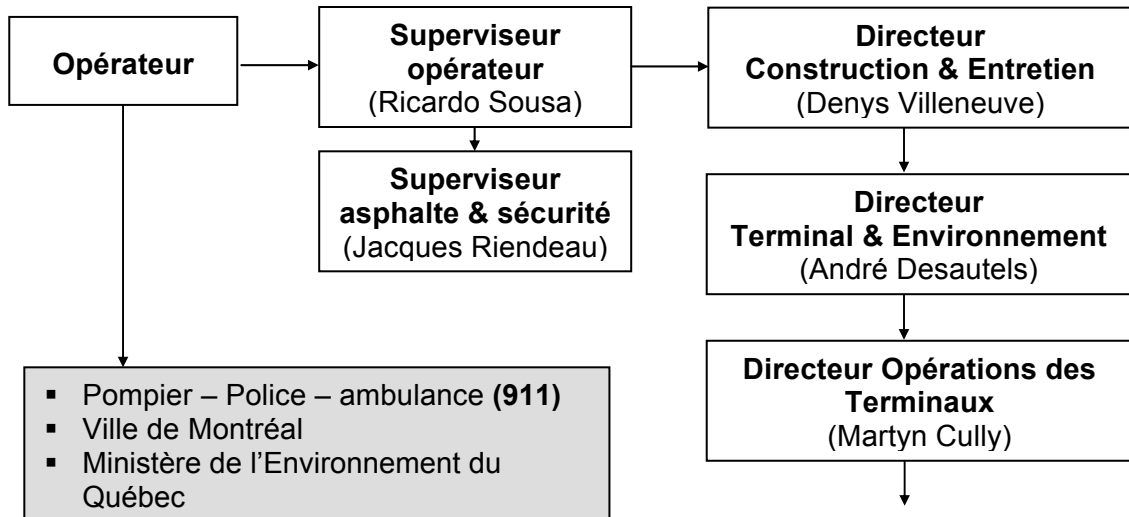 Opérateur
Superviseur
opérateur
(Ricardo Sousa)
Directeur
Construction & Entretien
(Denys Villeneuve)
Superviseur
asphalte & sécurité
(Jacques Riendeau)
Directeur
Terminal & Environnement
(André Desautels)
Directeur Opérations des
Terminaux
(Martyn Cully)
▪ Pompier – Police – ambulance (911)
▪ Ville de Montréal
▪ Ministère de l’Environnement du
Québec